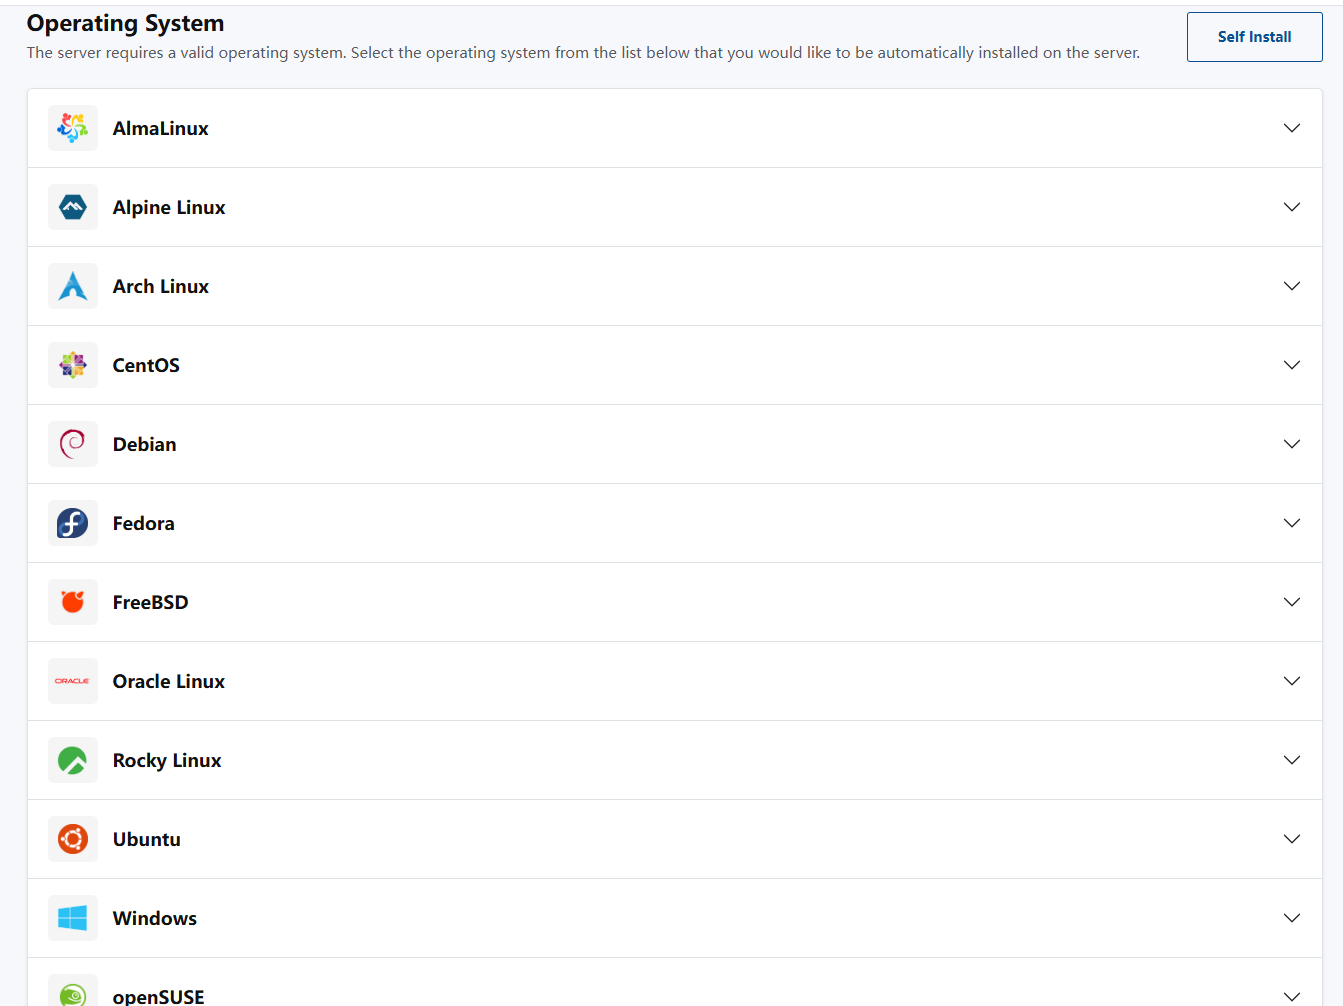 Operating System
The server requires a valid operating system. Select the operating system from the list below that you would like to be automatically installed on the server.
Self Install
AlmaLinux
Alpine Linux
Arch Linux
CentOS
Debian
Fedora
FreeBSD
ORACLE
Oracle Linux
Rocky Linux
Ubuntu
Windows
openSUSE